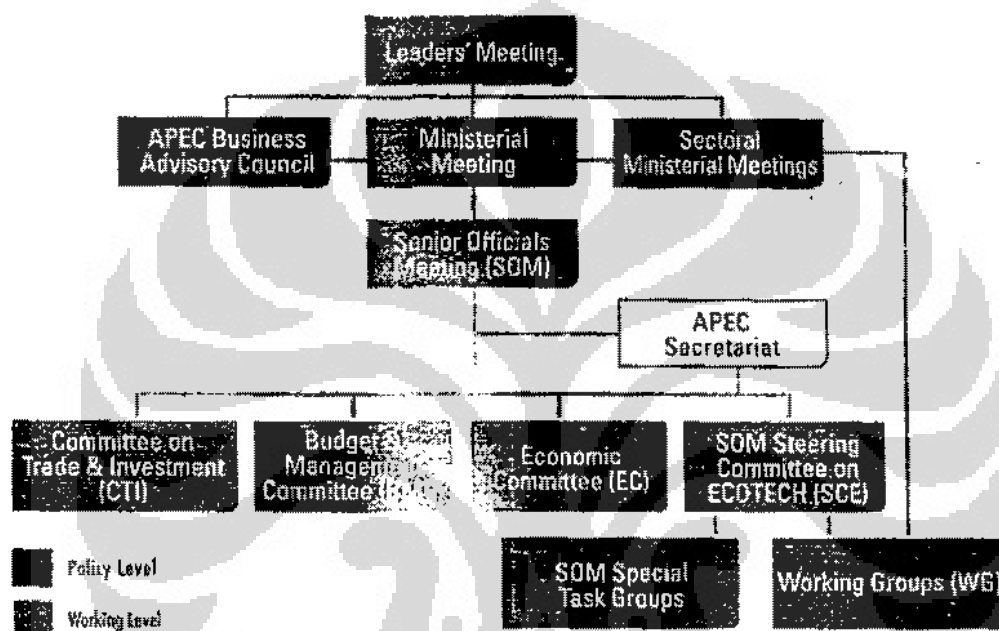 Leaders' Meeting
APEC Business
Advisory Council
Ministerial
Meeting
Sectoral
Ministerial Meetings
Senior Officials
Meeting (SOM)
APEC
Secretariat
Committee on
Trade & Investment
(CTI)
Budget &
Management
Committee
Economic
Committee (EC)
SOM Steering
Committee on
ECOTECH (SCE)
SOM Special
Task Groups
Working Groups (WG)
Policy Level
Working Level